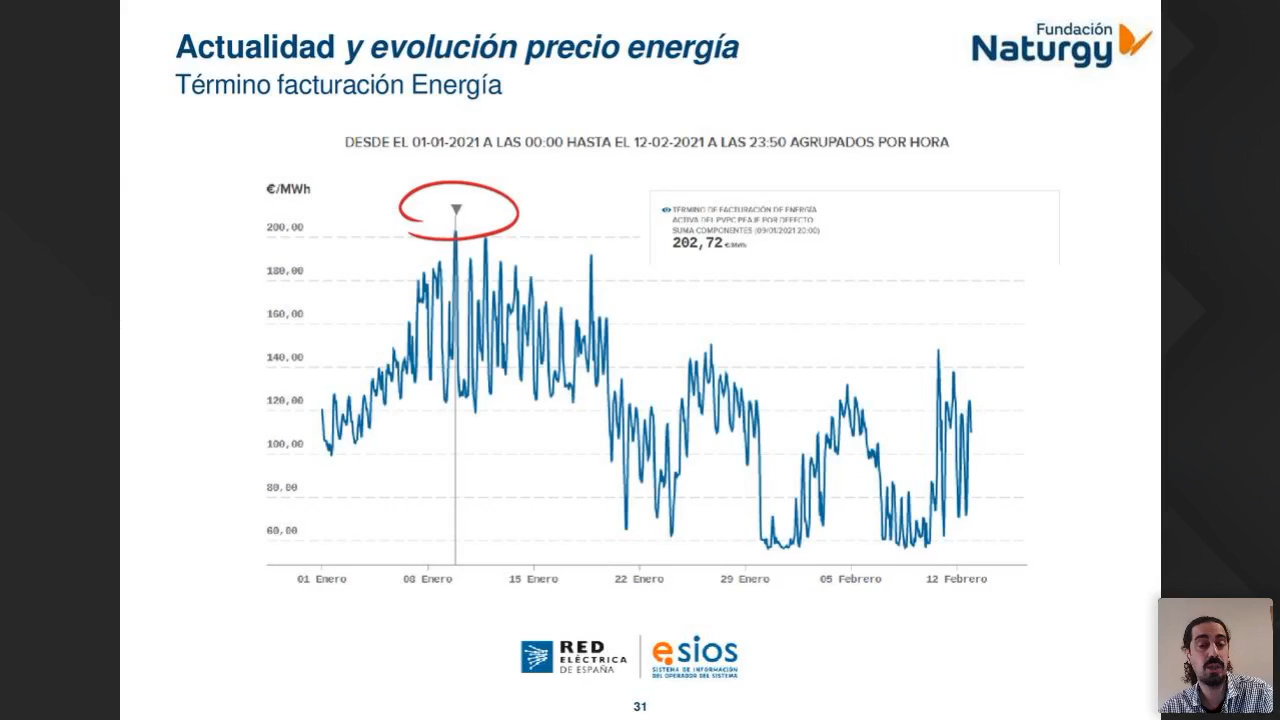 Actualidad y evolución precio energía
Término facturación Energía
Fundación
Naturgy
DESDE EL 01-01-2021 A LAS 00:00 HASTA EL 12-02-2021 A LAS 23:50 AGRUPADOS POR HORA
€/MWh
TÉRMINO DE FACTURACIÓN DE ENERGÍA
ACTIVA DEL PVPC PEAJE POR DEFECTO
SUMA COMPONENTES (09/01/2021 20:00)
202,72 €/MWh
200,00
180,00
160,00
140,00
120,00
100,00
80,00
60,00
01 Enero 08 Enero 15 Enero 22 Enero 29 Enero 05 Febrero 12 Febrero
RED
ELÉCTRICA
DE ESPAÑA
esios
SISTEMA DE INFORMACIÓN
DEL OPERADOR DEL SISTEMA
31